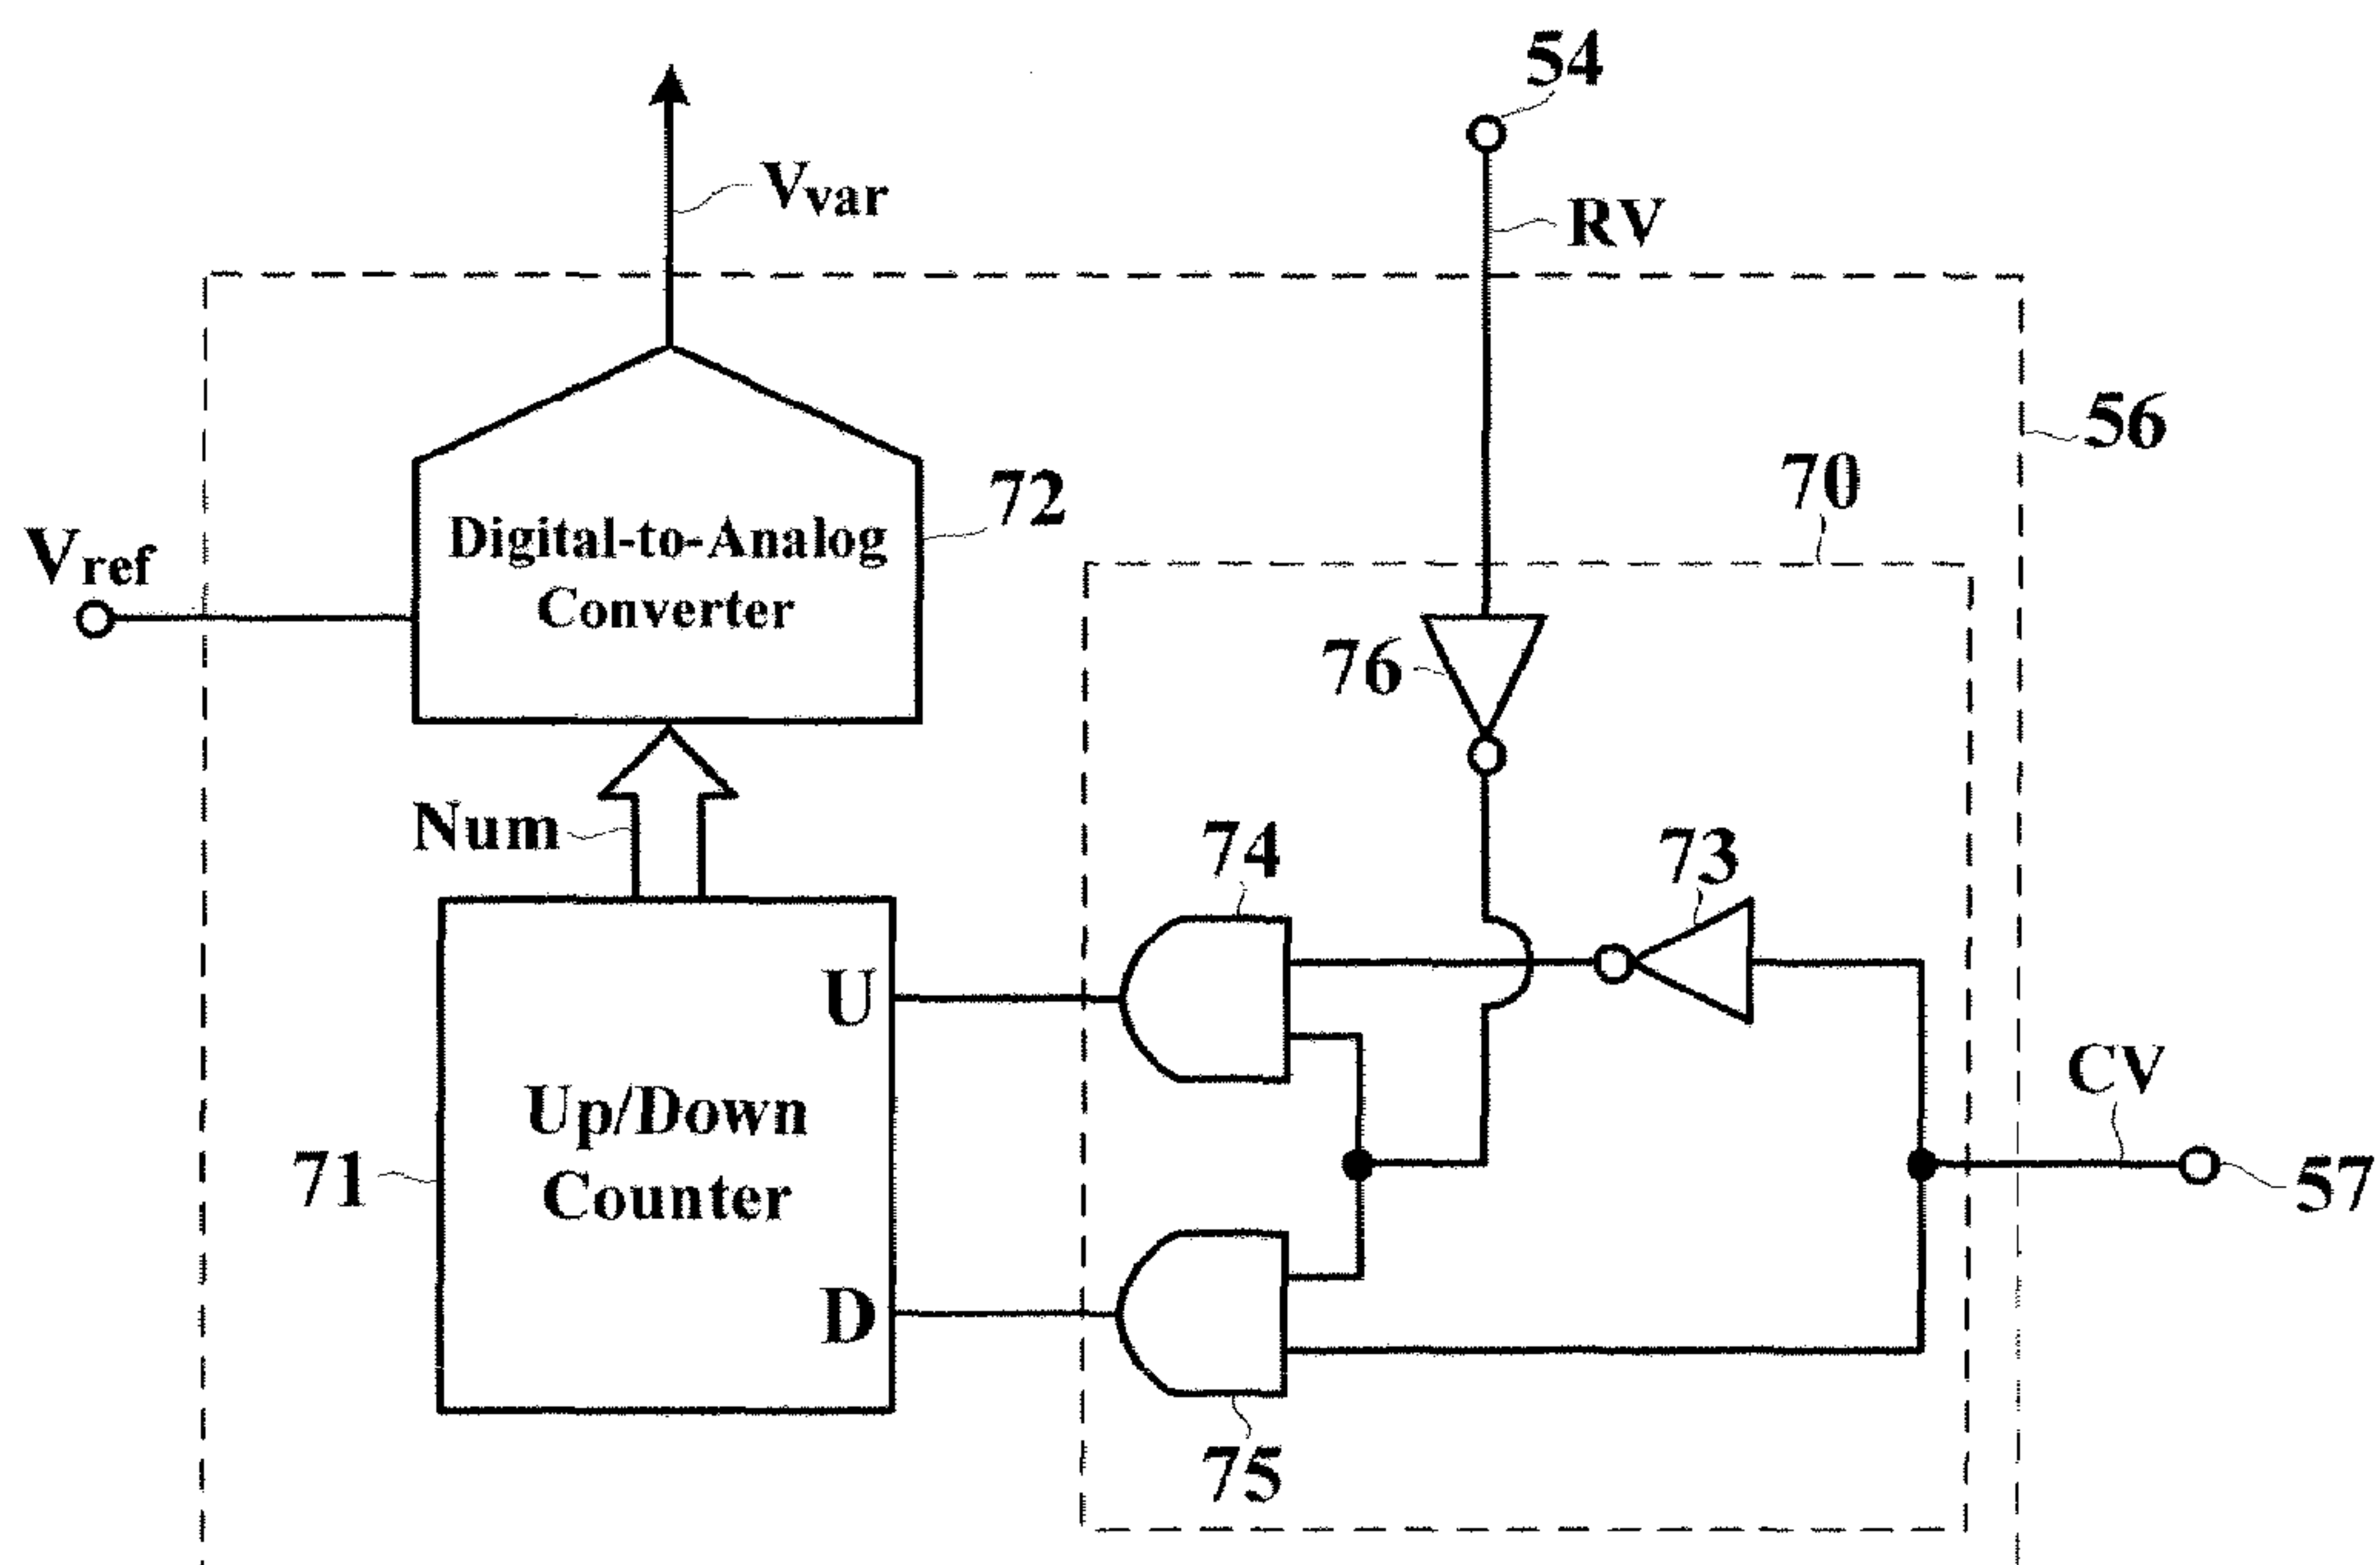 54
Vvar
RV
56
70
72
Vref
Digital-to-Analog
Converter
76
Num
74
73
U
CV
Up/Down
Counter
71
57
D
75